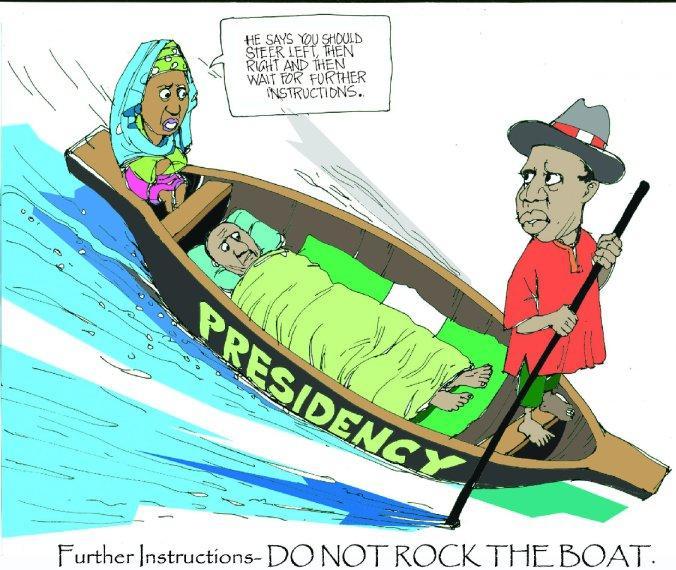 HE SAYS YOU SHOULD
STEER LEFT, THEN
RIGHT AND THEN
WAIT FOR FURTHER
INSTRUCTIONS.
PRESIDENCY
Further Instructions- DO NOT ROCK THE BOAT.